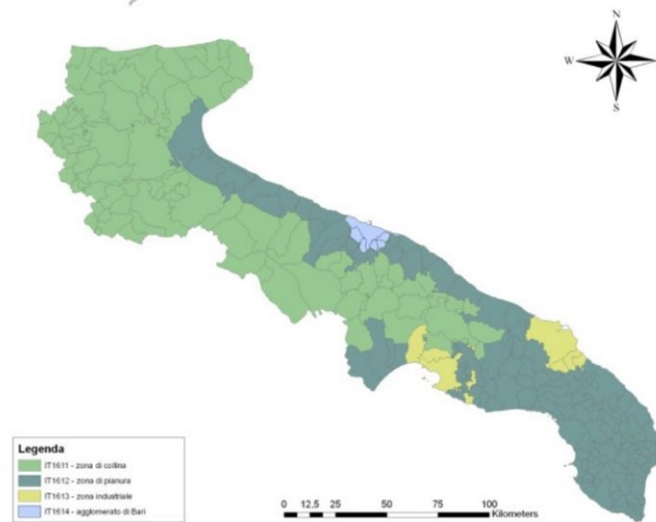 N
W
S
Legenda
IT1611 - zona di collina
IT1612 - zona di pianura
IT1613 - zona industriale
IT1614 - agglomerato di Bari
0 12,5 25 50 75 100
Kilometers